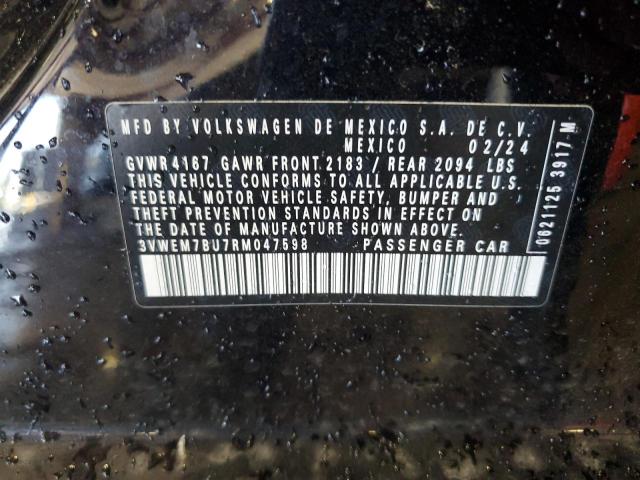 MFD BY VOLKSWAGEN DE MEXICO S.A. DE C.V.
MEXICO 02/24
GVWR 4167 GAWR FRONT 2183 / REAR 2094 LBS
THIS VEHICLE CONFORMS TO ALL APPLICABLE U.S.
FEDERAL MOTOR VEHICLE SAFETY, BUMPER AND
THEFT PREVENTION STANDARDS IN EFFECT ON
THE DATE OF MANUFACTURE SHOWN ABOVE.
3VWEM7BU7RM047598 PASSENGER CAR
0621125 3917 M